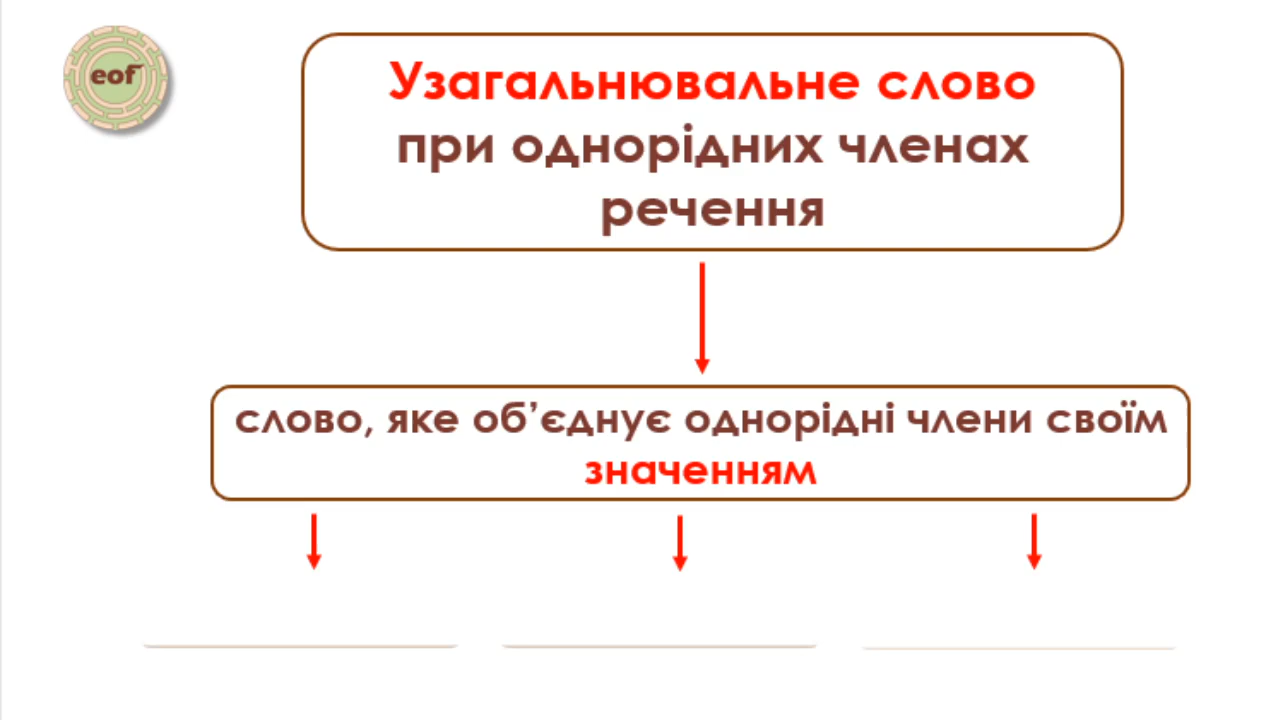 eof
Узагальнювальне слово
при однорідних членах
речення
слово, яке об’єднує однорідні члени своїм
значенням